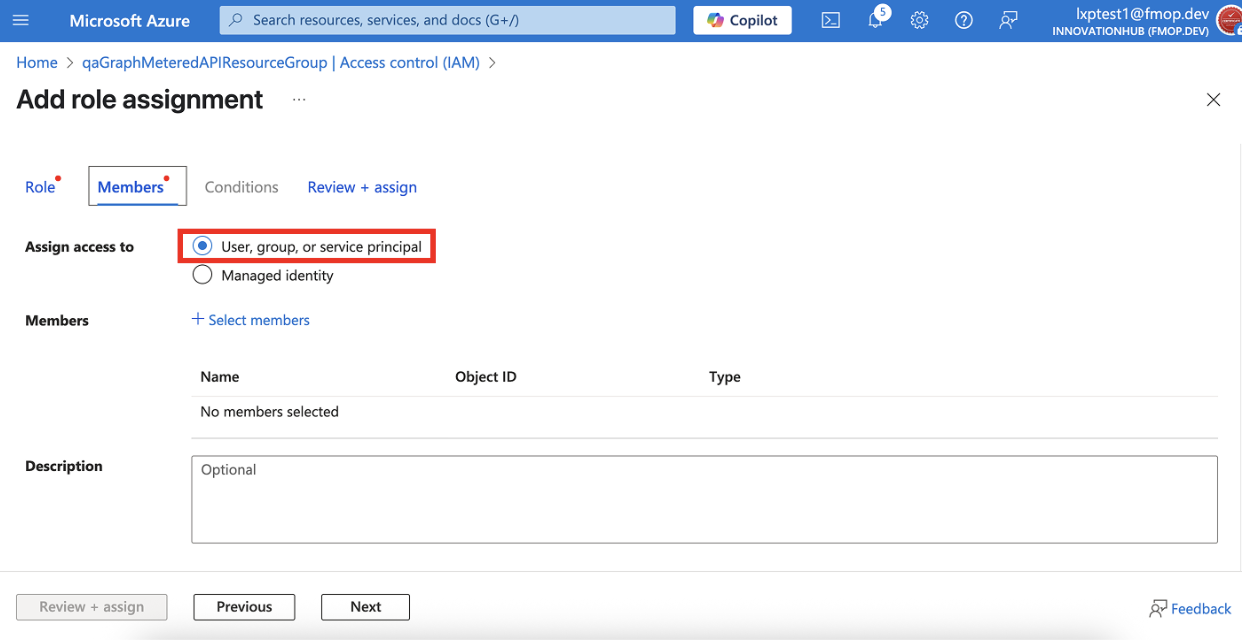 Microsoft Azure
Search resources, services, and docs (G+/)
Copilot
5
lxptest1@fmop.dev
INNOVATIONHUB (FMOP.DEV)
Home > qaGraphMeteredAPIResourceGroup | Access control (IAM) >
Add role assignment ...
Role
Members
Conditions
Review + assign
Assign access to
User, group, or service principal
Managed identity
Members
+ Select members
Name Object ID Type
No members selected
Description
Optional
Review + assign
Previous
Next
Feedback